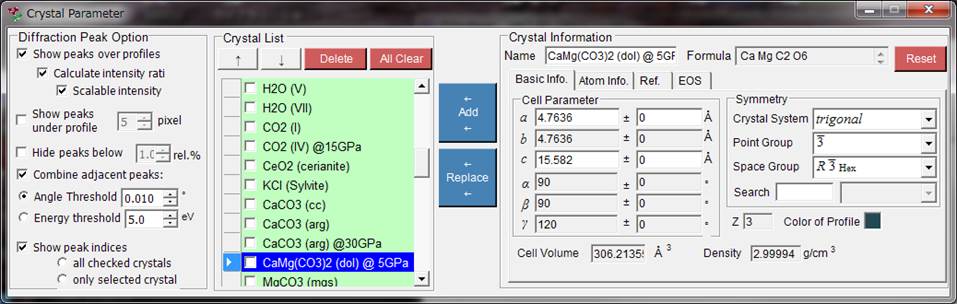 Crystal Parameter
Diffraction Peak Option
Show peaks over profiles
Calculate intensity rati
Scalable intensity
Show peaks
under profile
5
pixel
Hide peaks below
1.0
rel.%
Combine adjacent peaks:
Angle Threshold
0.010
°
Energy threshold
5.0
eV
Show peak indices
all checked crystals
only selected crystal
Crystal List
↑
↓
Delete
All Clear
H2O (V)
H2O (VII)
CO2 (I)
CO2 (IV) @15GPa
CeO2 (cerianite)
KCl (Sylvite)
CaCO3 (cc)
CaCO3 (arg)
CaCO3 (arg) @30GPa
CaMg(CO3)2 (dol) @ 5GPa
MgCO3 (mgs)
←
Add
←
←
Replace
←
Crystal Information
Name
CaMg(CO3)2 (dol) @ 5GF
Formula
Ca Mg C2 O6
Reset
Basic Info.
Atom Info.
Ref.
EOS
Cell Parameter
a 4.7636 ± 0 Å
b 4.7636 ± 0 Å
c 15.582 ± 0 Å
α 90 ± 0 °
β 90 ± 0 °
γ 120 ± 0 °
Symmetry
Crystal System trigonal
Point Group 3̅
Space Group R 3̅ Hex
Search
Z 3
Color of Profile
Cell Volume 306.2135 Å 3
Density 2.99994 g/cm 3